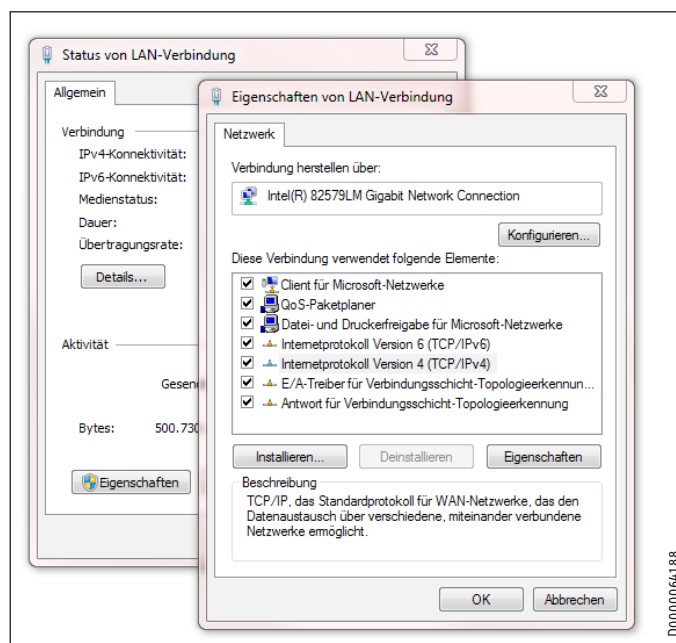 Status von LAN-Verbindung
Allgemein
Verbindung
IPv4-Konnektivität:
IPv6-Konnektivität:
Medienstatus:
Dauer:
Übertragungsrate:
Details...
Aktivität
Bytes: 500.730
Eigenschaften
Eigenschaften von LAN-Verbindung
Netzwerk
Verbindung herstellen über:
Intel(R) 82579LM Gigabit Network Connection
Konfigurieren...
Diese Verbindung verwendet folgende Elemente:
Client für Microsoft-Netzwerke
QoS-Paketplaner
Datei- und Druckerfreigabe für Microsoft-Netzwerke
Internetprotokoll Version 6 (TCP/IPv6)
Internetprotokoll Version 4 (TCP/IPv4)
E/A-Treiber für Verbindungsschicht-Topologieerkennun...
Antwort für Verbindungsschicht-Topologieerkennung
Installieren...
Deinstallieren
Eigenschaften
Beschreibung
TCP/IP, das Standardprotokoll für WAN-Netzwerke, das den
Datenaustausch über verschiedene, miteinander verbundene
Netzwerke ermöglicht.
OK
Abbrechen
D0000064188